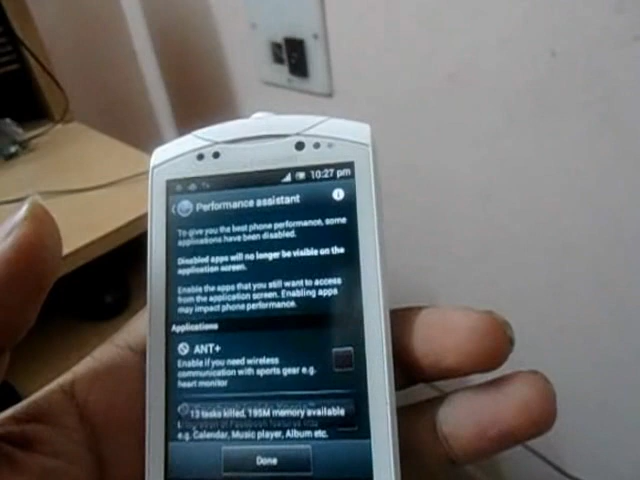 10:27 pm
Performance assistant
To give you the best phone performance, some
applications have been disabled.
Disabled apps will no longer be visible on the
application screen.
Enable the apps that you still want to access
from the application screen. Enabling apps
may impact phone performance.
Applications
ANT+
Enable if you need wireless
communication with sports gear e.g.
heart monitor
13 tasks killed, 195M memory available
e.g. Calendar, Music player, Album etc.
Done